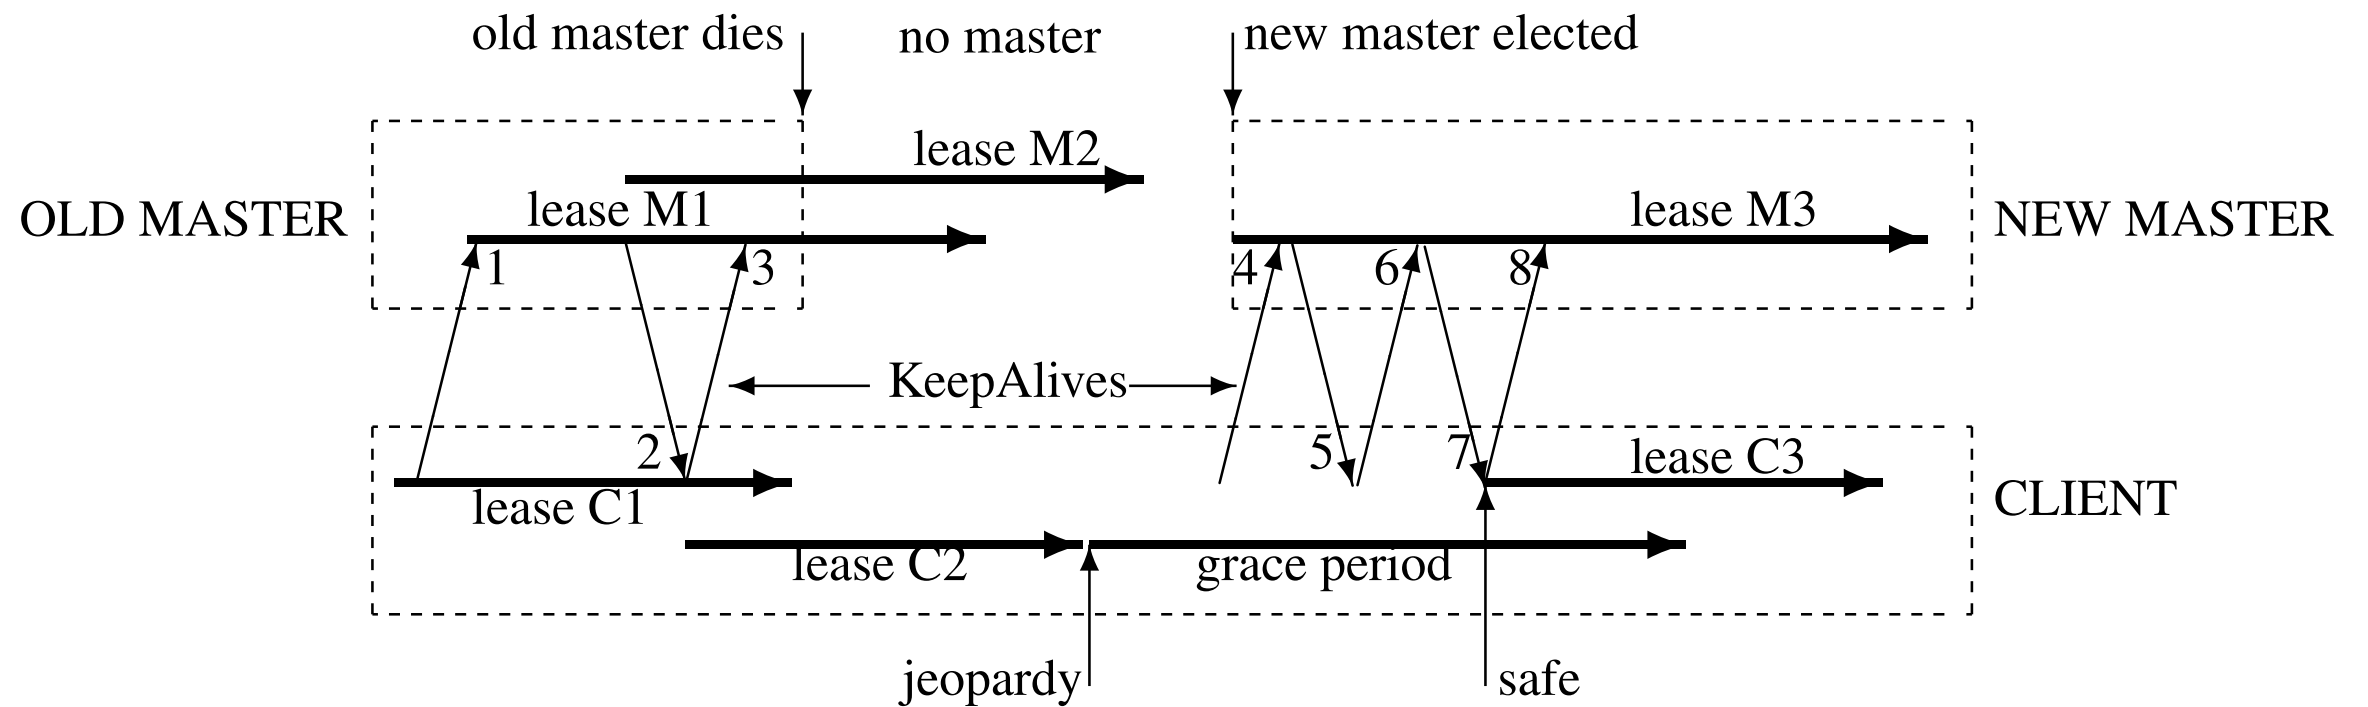 old master dies
no master
new master elected
lease M2
OLD MASTER
lease M1
lease M3
NEW MASTER
1
3
4
6
8
KeepAlives
2
5
7
lease C3
lease C1
CLIENT
lease C2
grace period
jeopardy
safe